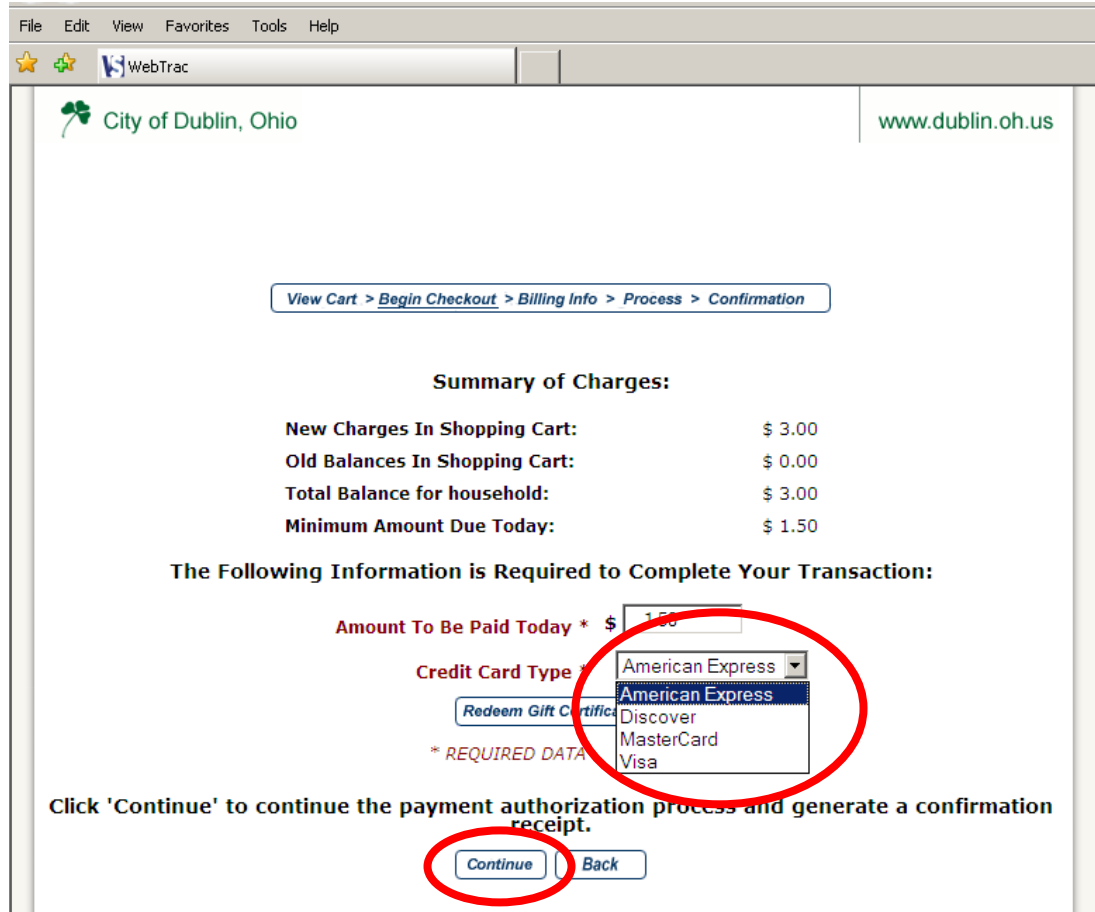 File Edit View Favorites Tools Help
WebTrac
City of Dublin, Ohio www.dublin.oh.us
View Cart > Begin Checkout > Billing Info > Process > Confirmation
Summary of Charges:
New Charges In Shopping Cart: $ 3.00
Old Balances In Shopping Cart: $ 0.00
Total Balance for household: $ 3.00
Minimum Amount Due Today: $ 1.50
The Following Information is Required to Complete Your Transaction:
Amount To Be Paid Today * $ 1.50
Credit Card Type * American Express
American Express
Redeem Gift Discover
MasterCard
* REQUIRED DATA
Visa
Click 'Continue' to continue the payment authorization process and generate a confirmation
receipt.
Continue Back